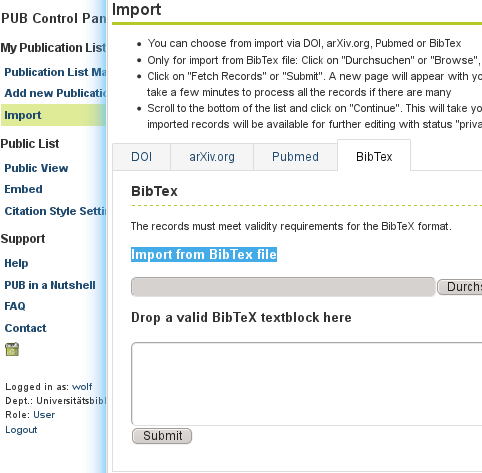 PUB Control Pan
My Publication List
Publication List Ma
Add new Publicatio
Import
Public List
Public View
Embed
Citation Style Setti
Support
Help
PUB in a Nutshell
FAQ
Contact
Logged in as: wolf
Dept.: Universitätsbibl
Role: User
Logout
Import
You can choose from import via DOI, arXiv.org, Pubmed or BibTex
Only for import from BibTex file: Click on "Durchsuchen" or "Browse",
Click on "Fetch Records" or "Submit". A new page will appear with yo
take a few minutes to process all the records if there are many
Scroll to the bottom of the list and click on "Continue". This will take yo
imported records will be available for further editing with status "priva
DOI arXiv.org Pubmed BibTex
BibTex
The records must meet validity requirements for the BibTeX format.
Import from BibTex file
Durchs
Drop a valid BibTeX textblock here
Submit